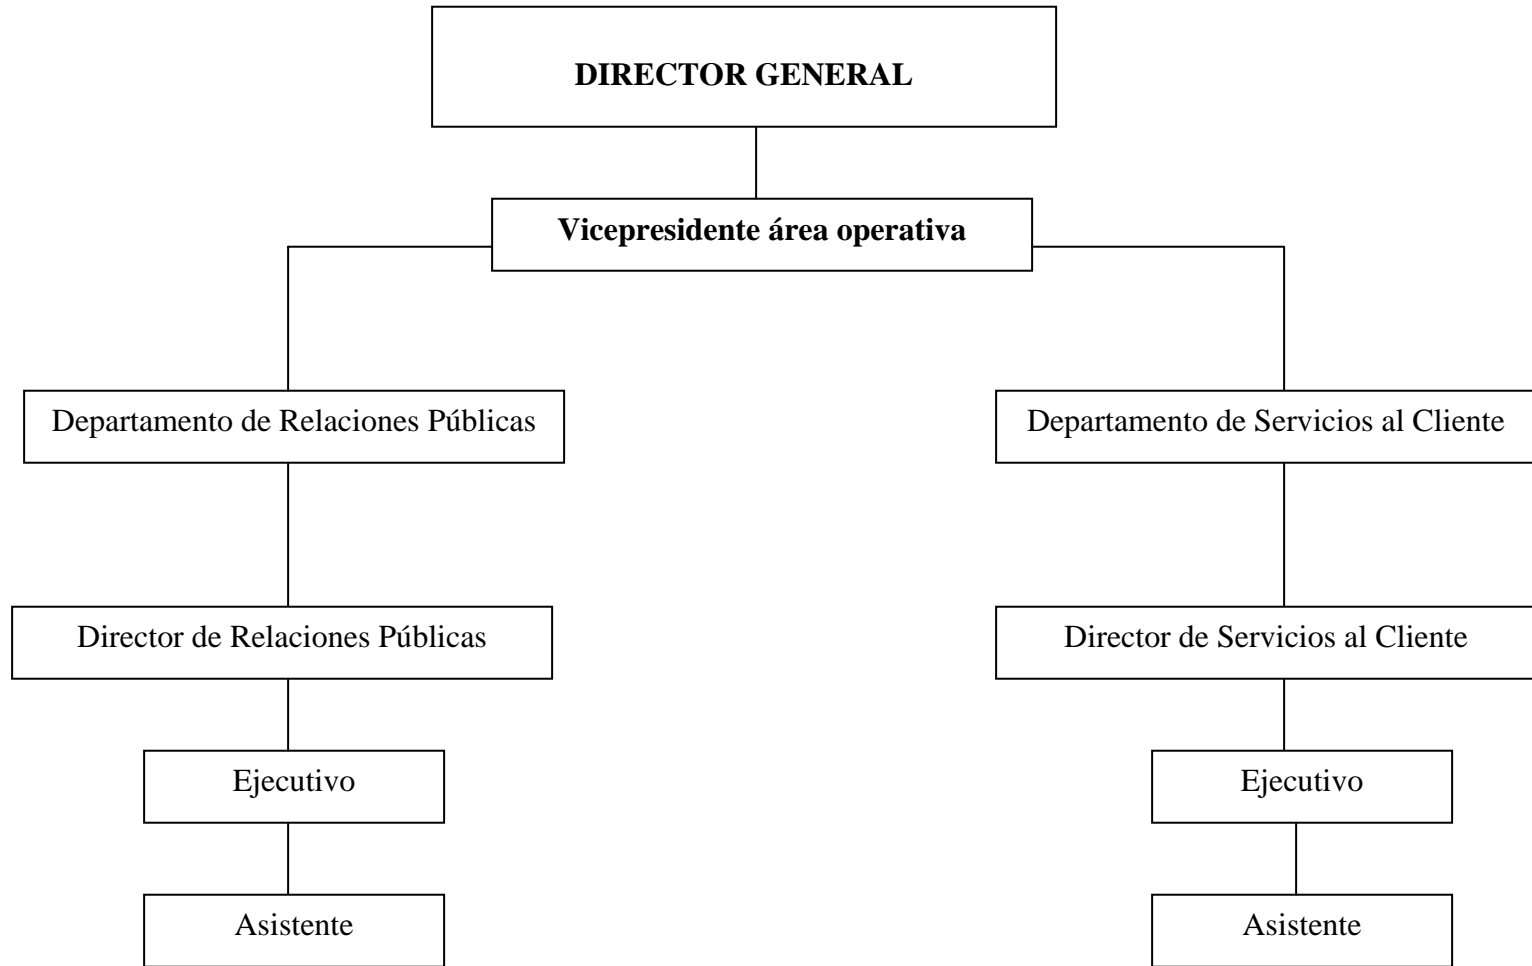 DIRECTOR GENERAL
Vicepresidente área operativa
Departamento de Relaciones Públicas
Departamento de Servicios al Cliente
Director de Relaciones Públicas
Director de Servicios al Cliente
Ejecutivo
Ejecutivo
Asistente
Asistente